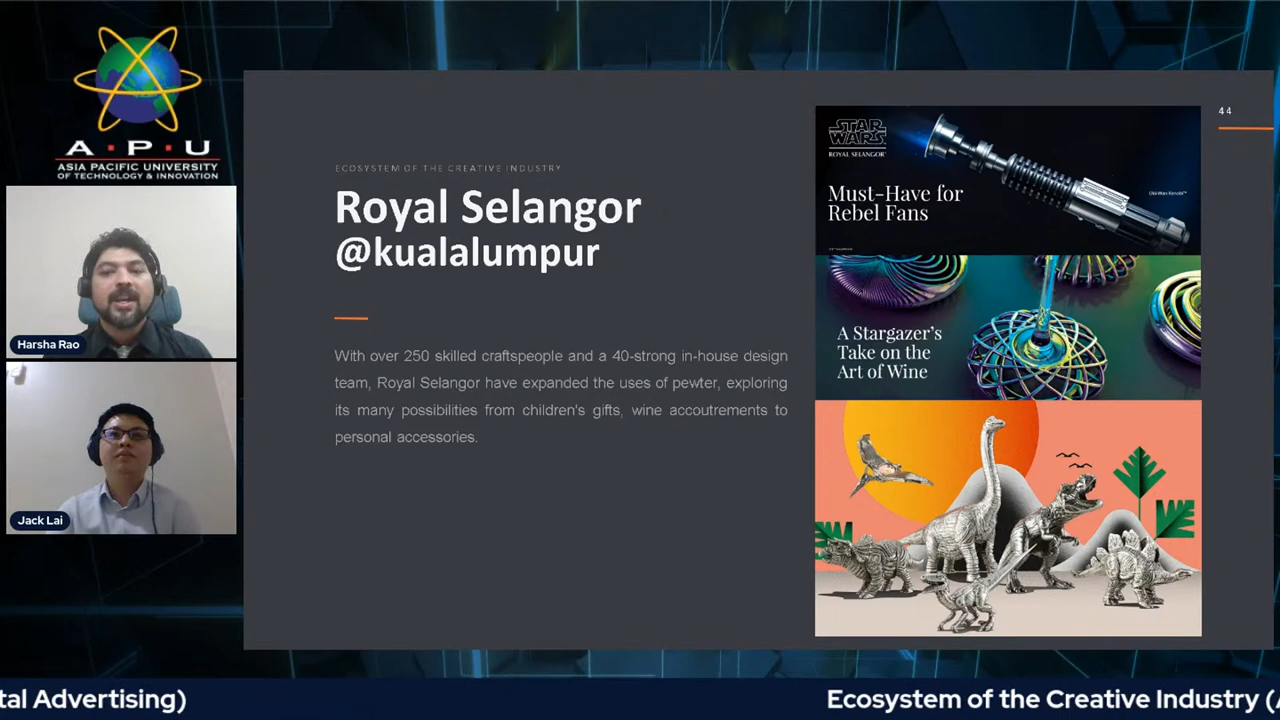 A·P·U
ASIA PACIFIC UNIVERSITY
OF TECHNOLOGY & INNOVATION
Harsha Rao
Jack Lai
44
ECOSYSTEM OF THE CREATIVE INDUSTRY
Royal Selangor
@kualalumpur
With over 250 skilled craftspeople and a 40-strong in-house design
team, Royal Selangor have expanded the uses of pewter, exploring
its many possibilities from children's gifts, wine accoutrements to
personal accessories.
STAR
WARS
ROYAL SELANGOR
Must-Have for
Rebel Fans
Obi-Wan Kenobi™
A Stargazer's
Take on the
Art of Wine
tal Advertising)
Ecosystem of the Creative Industry (A